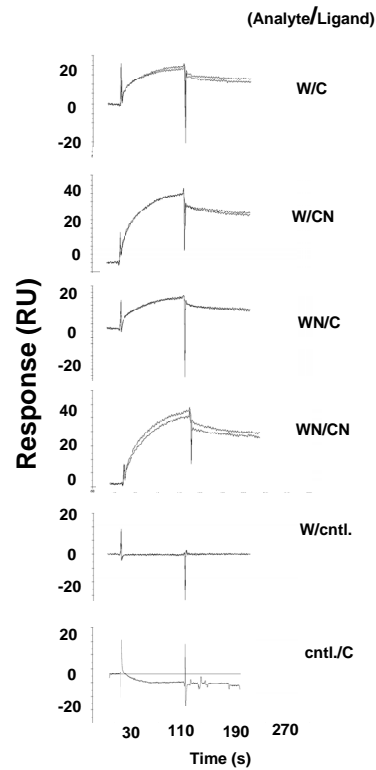 (Analyte/Ligand)
20
0
-20
W/C
40
20
0
W/CN
20
0
-20
WN/C
40
20
0
WN/CN
20
0
-20
W/cntl.
20
0
-20
cntl./C
Response (RU)
30 110 190 270
Time (s)